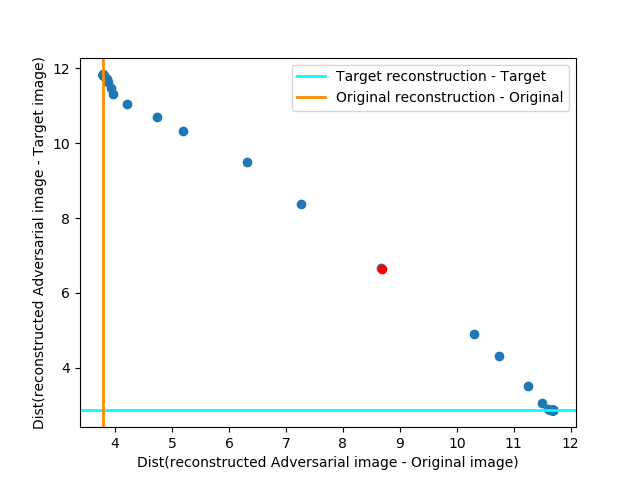 Target reconstruction - Target
Original reconstruction - Original
Dist(reconstructed Adversarial image - Target image)
12
10
8
6
4
4 5 6 7 8 9 10 11 12
Dist(reconstructed Adversarial image - Original image)